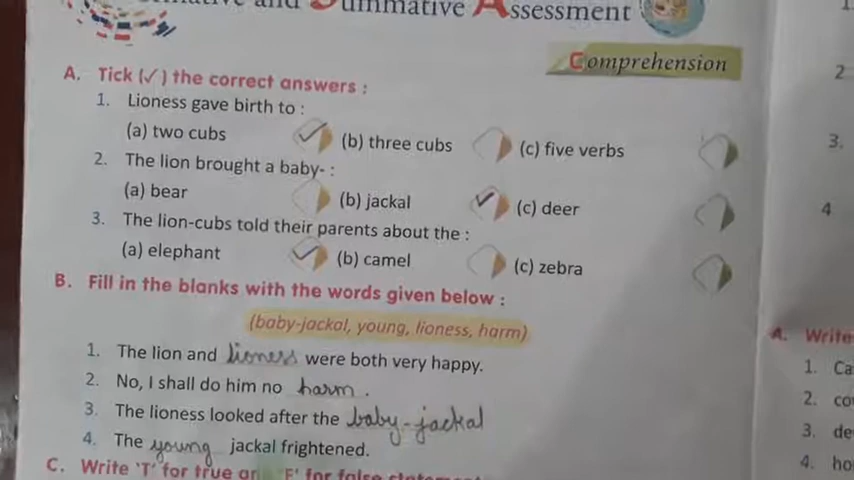 and Summative Assessment
Comprehension
A. Tick (✓) the correct answers :
1. Lioness gave birth to :
(a) two cubs ✓ (b) three cubs (c) five verbs
2. The lion brought a baby- :
(a) bear (b) jackal ✓ (c) deer
3. The lion-cubs told their parents about the :
(a) elephant ✓ (b) camel (c) zebra
B. Fill in the blanks with the words given below :
(baby-jackal, young, lioness, harm)
1. The lion and lioness were both very happy.
2. No, I shall do him no harm.
3. The lioness looked after the baby-jackal
4. The young jackal frightened.
C. Write 'T' for true 'F' for false
2
3.
4
A. Write
1. Ca
2. co
3. de
4. ho